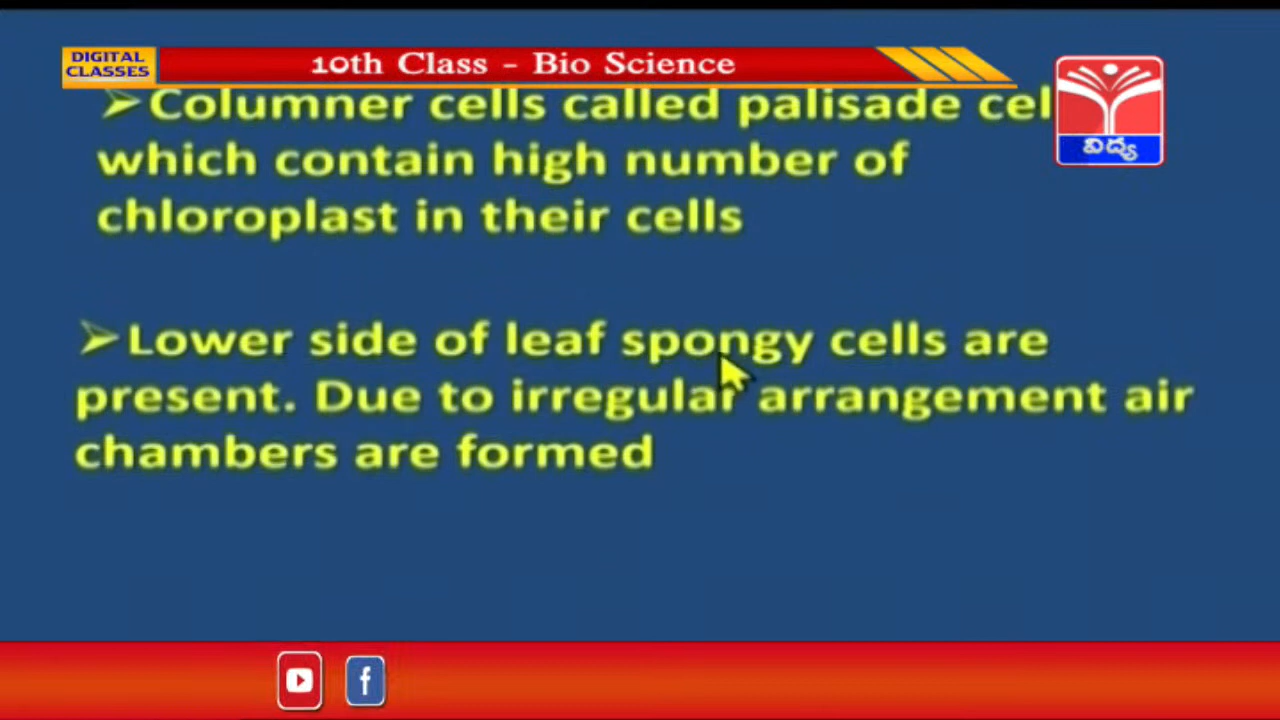 DIGITAL
CLASSES
10th Class - Bio Science
➤Columner cells called palisade cel
which contain high number of
chloroplast in their cells
విద్య
➤Lower side of leaf spongy cells are
present. Due to irregular arrangement air
chambers are formed
f